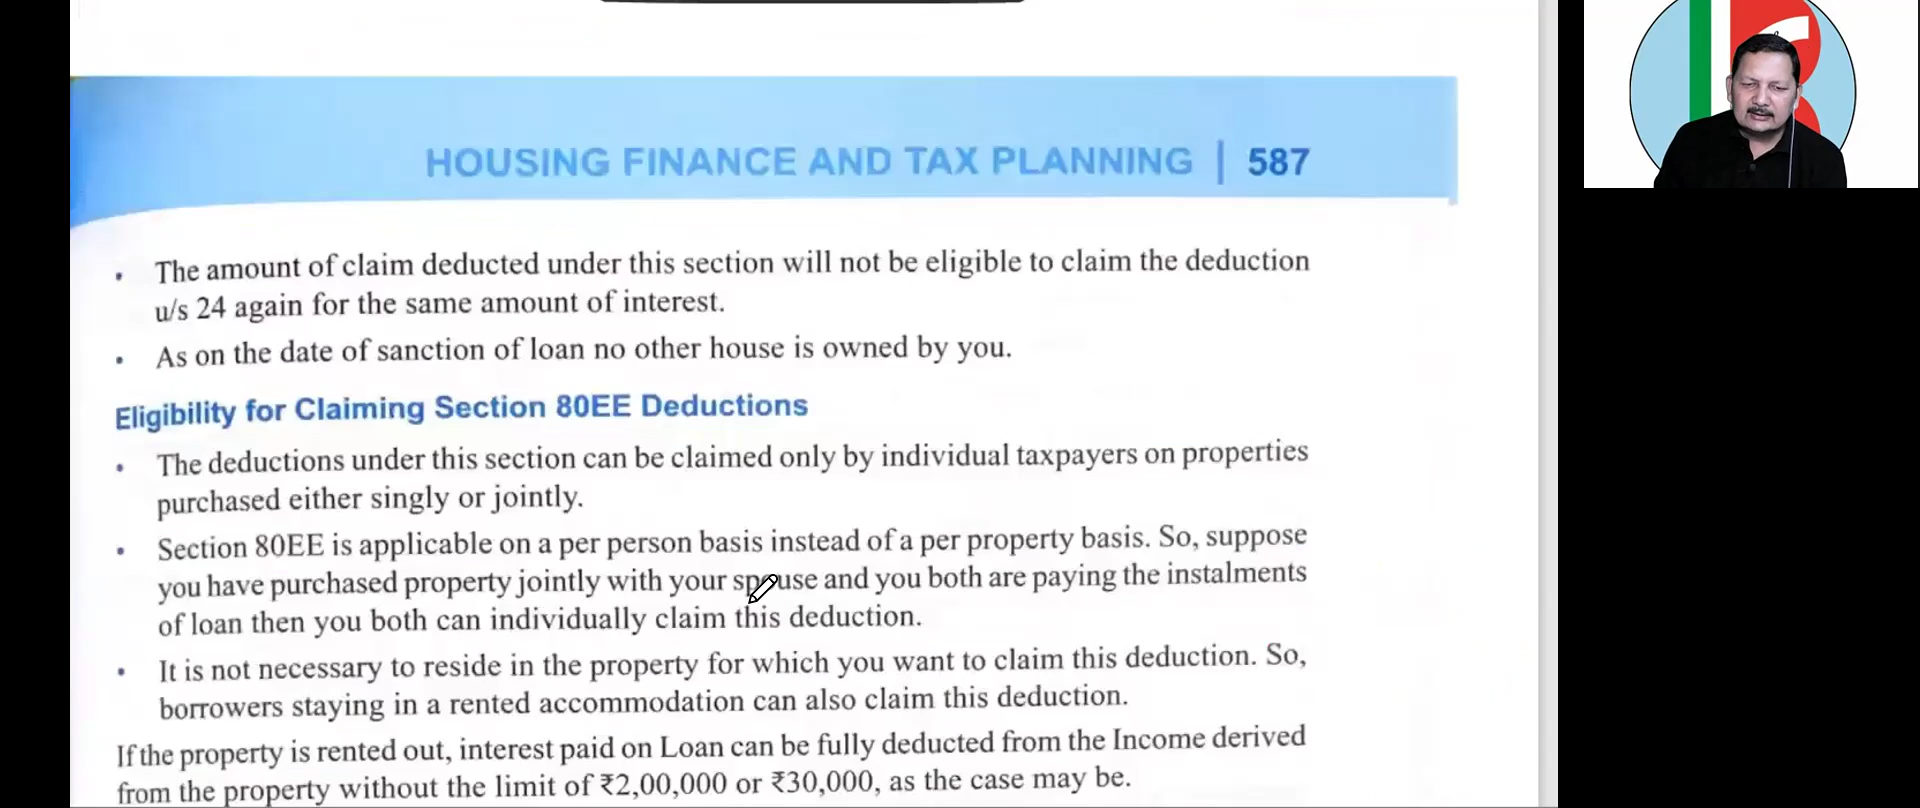 HOUSING FINANCE AND TAX PLANNING | 587
• The amount of claim deducted under this section will not be eligible to claim the deduction
u/s 24 again for the same amount of interest.
• As on the date of sanction of loan no other house is owned by you.
Eligibility for Claiming Section 80EE Deductions
• The deductions under this section can be claimed only by individual taxpayers on properties
purchased either singly or jointly.
• Section 80EE is applicable on a per person basis instead of a per property basis. So, suppose
you have purchased property jointly with your spouse and you both are paying the instalments
of loan then you both can individually claim this deduction.
• It is not necessary to reside in the property for which you want to claim this deduction. So,
borrowers staying in a rented accommodation can also claim this deduction.
If the property is rented out, interest paid on Loan can be fully deducted from the Income derived
from the property without the limit of ₹2,00,000 or ₹30,000, as the case may be.